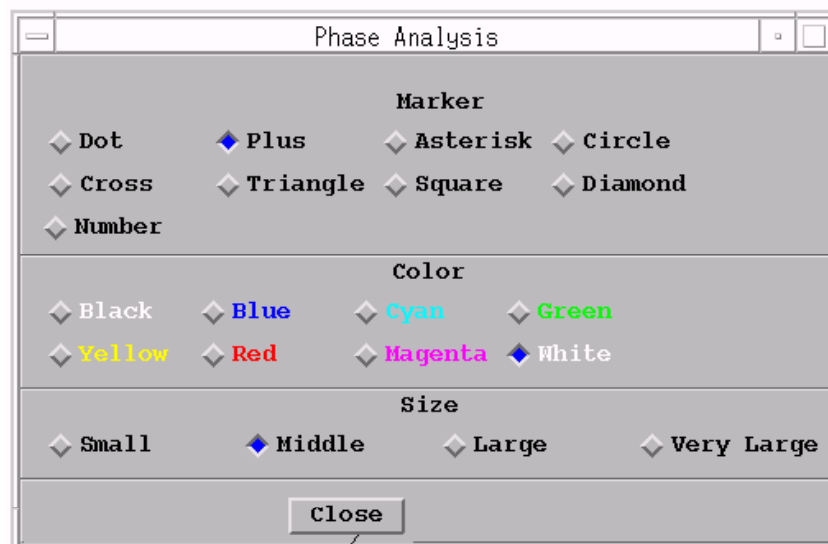 Phase Analysis
Marker
Dot Plus Asterisk Circle
Cross Triangle Square Diamond
Number
Color
Black Blue Cyan Green
Yellow Red Magenta White
Size
Small Middle Large Very Large
Close